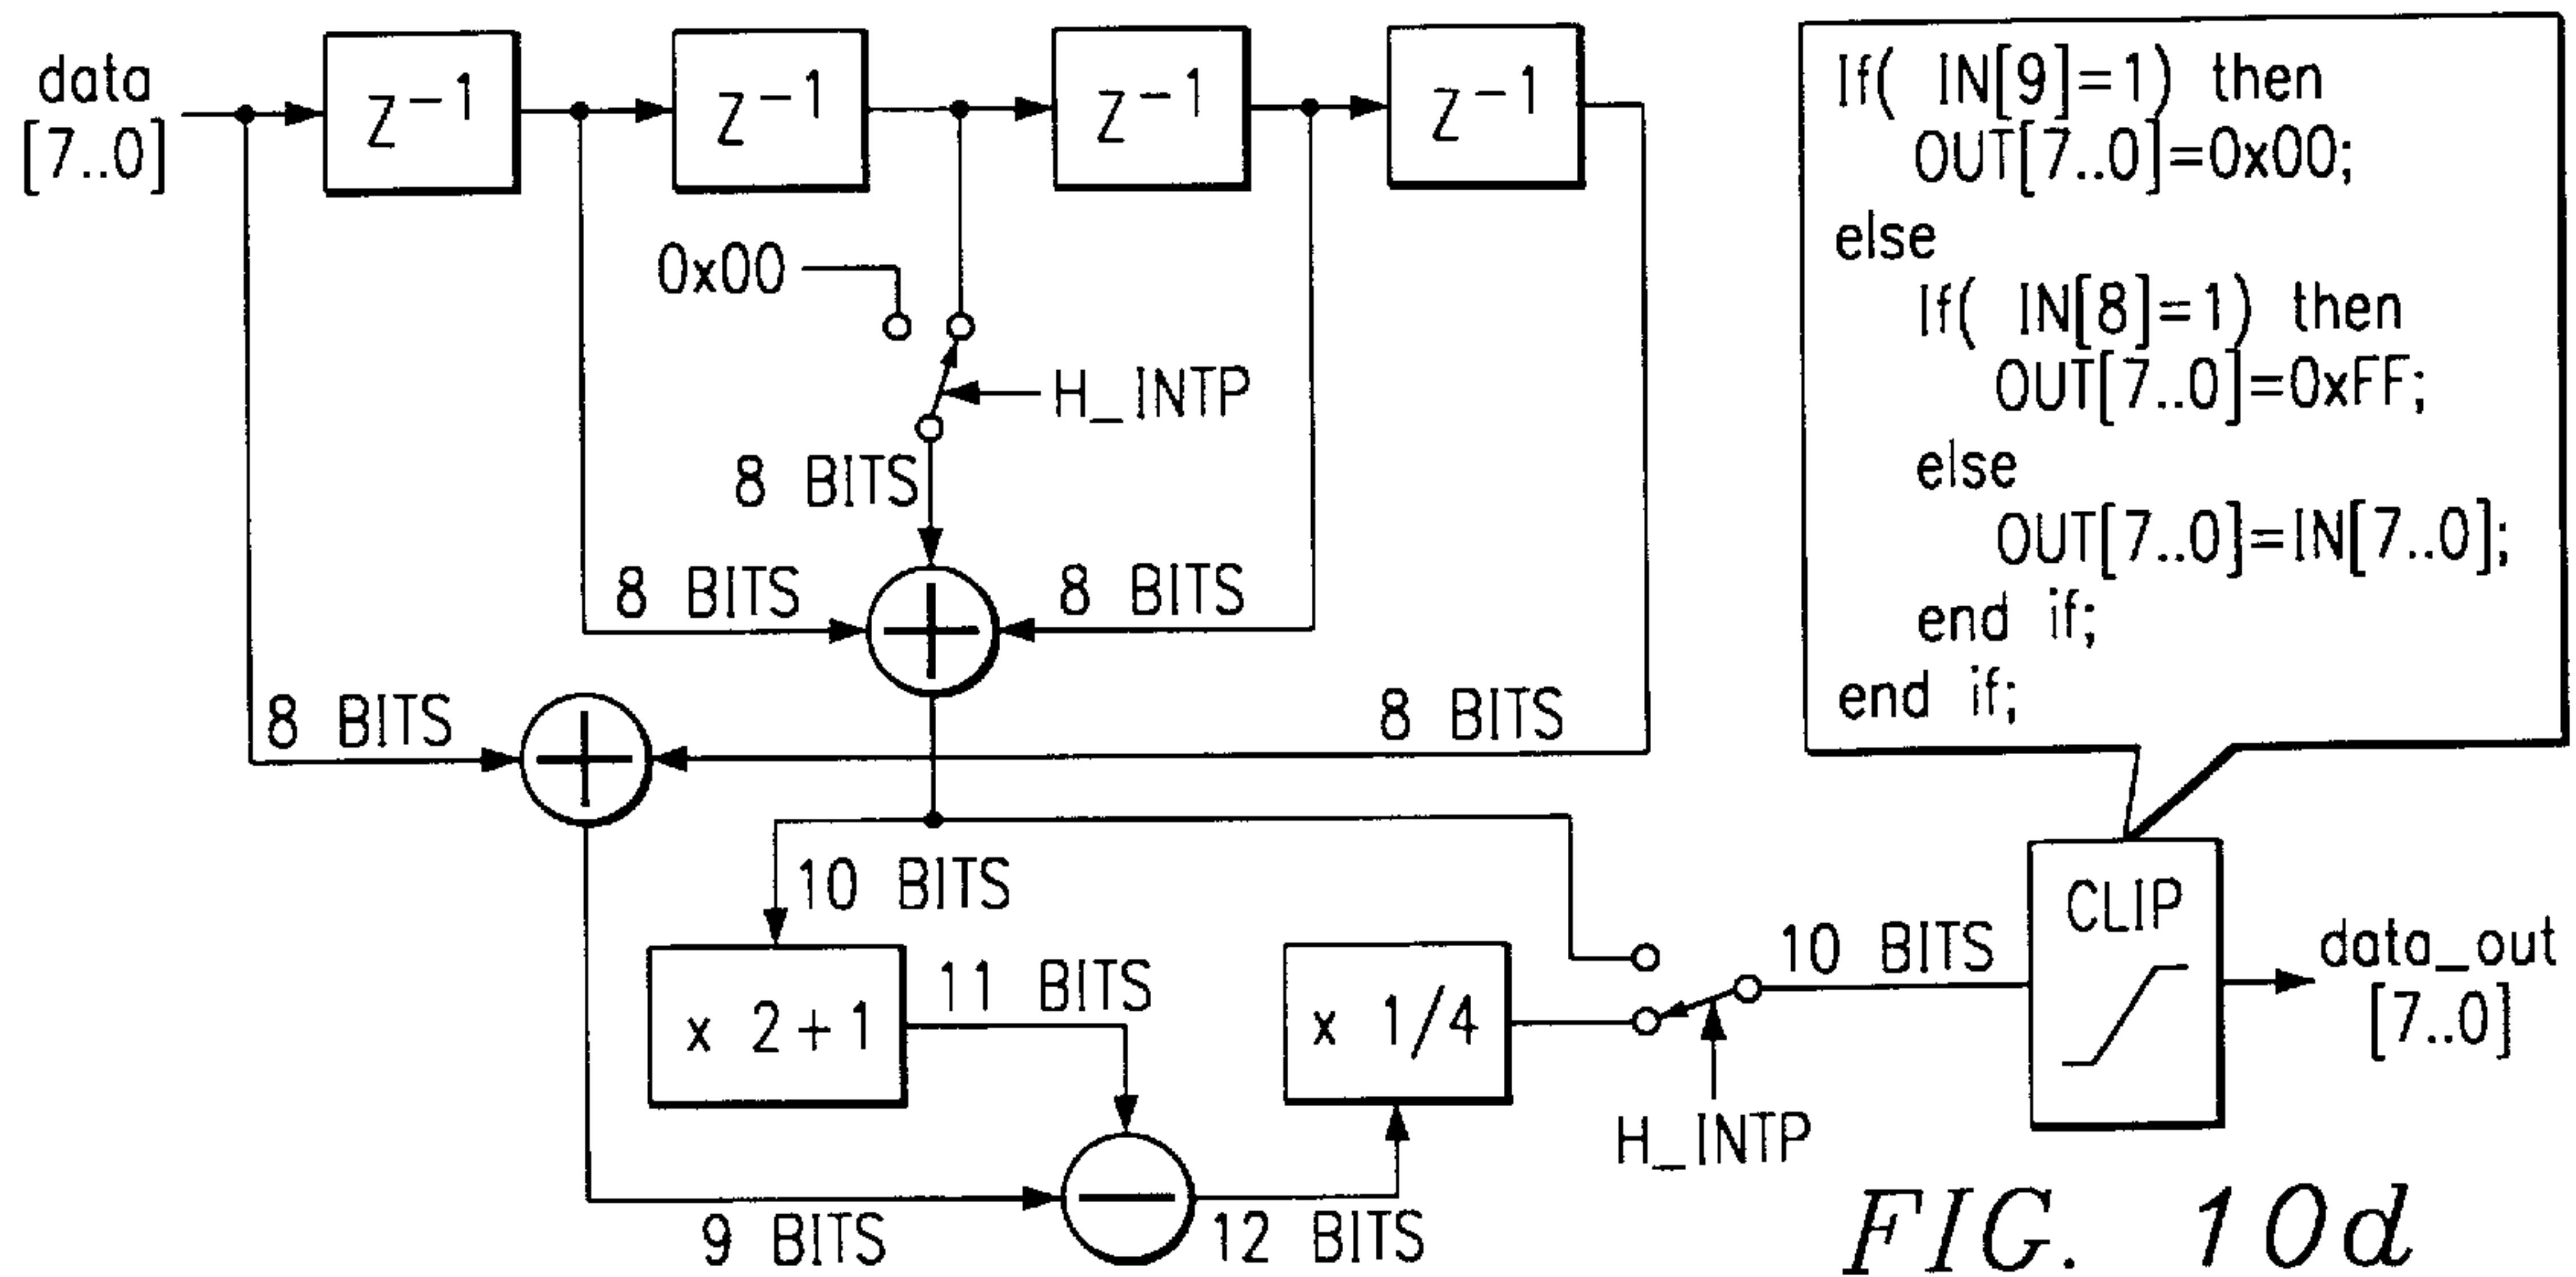 data
[7..0]
Z⁻¹
Z⁻¹
Z⁻¹
Z⁻¹
0x00
H_INTP
8 BITS
8 BITS
8 BITS
8 BITS
8 BITS
10 BITS
x 2+1
11 BITS
x 1/4
9 BITS
12 BITS
H_INTP
10 BITS
CLIP
data_out
[7..0]
If( IN[9]=1) then
OUT[7..0]=0x00;
else
If( IN[8]=1) then
OUT[7..0]=0xFF;
else
OUT[7..0]=IN[7..0];
end if;
end if;
FIG. 10d